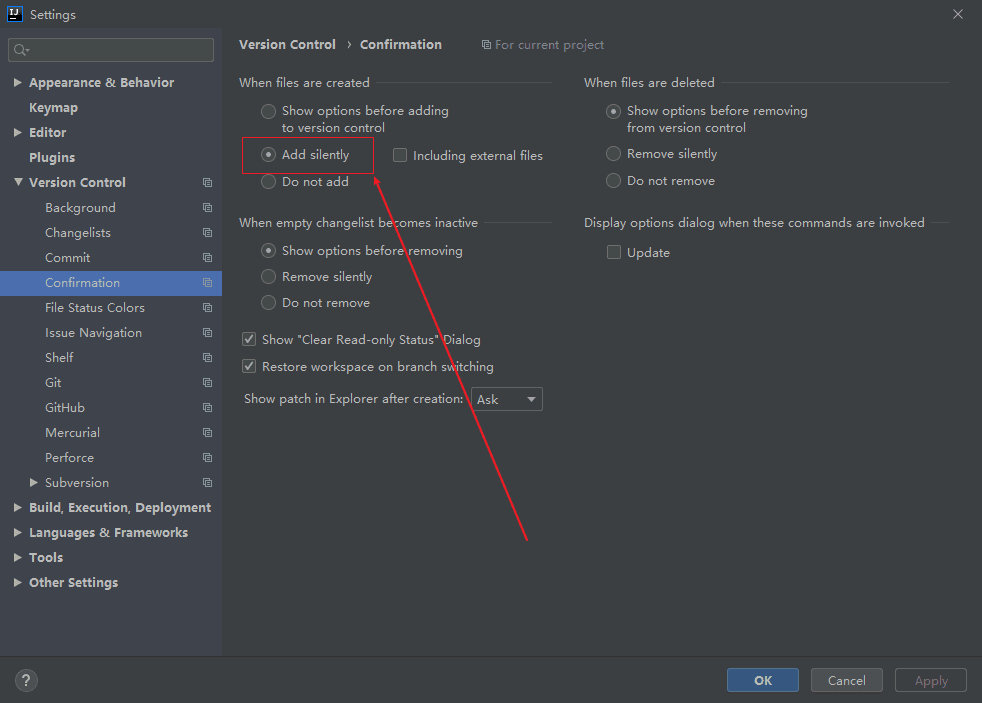 IJ
Settings
Appearance & Behavior
Keymap
Editor
Plugins
Version Control
Background
Changelists
Commit
Confirmation
File Status Colors
Issue Navigation
Shelf
Git
GitHub
Mercurial
Perforce
Subversion
Build, Execution, Deployment
Languages & Frameworks
Tools
Other Settings
Version Control › Confirmation
For current project
When files are created
Show options before adding
to version control
Add silently
Including external files
Do not add
When files are deleted
Show options before removing
from version control
Remove silently
Do not remove
When empty changelist becomes inactive
Show options before removing
Remove silently
Do not remove
Display options dialog when these commands are invoked
Update
Show "Clear Read-only Status" Dialog
Restore workspace on branch switching
Show patch in Explorer after creation:
Ask
?
OK
Cancel
Apply